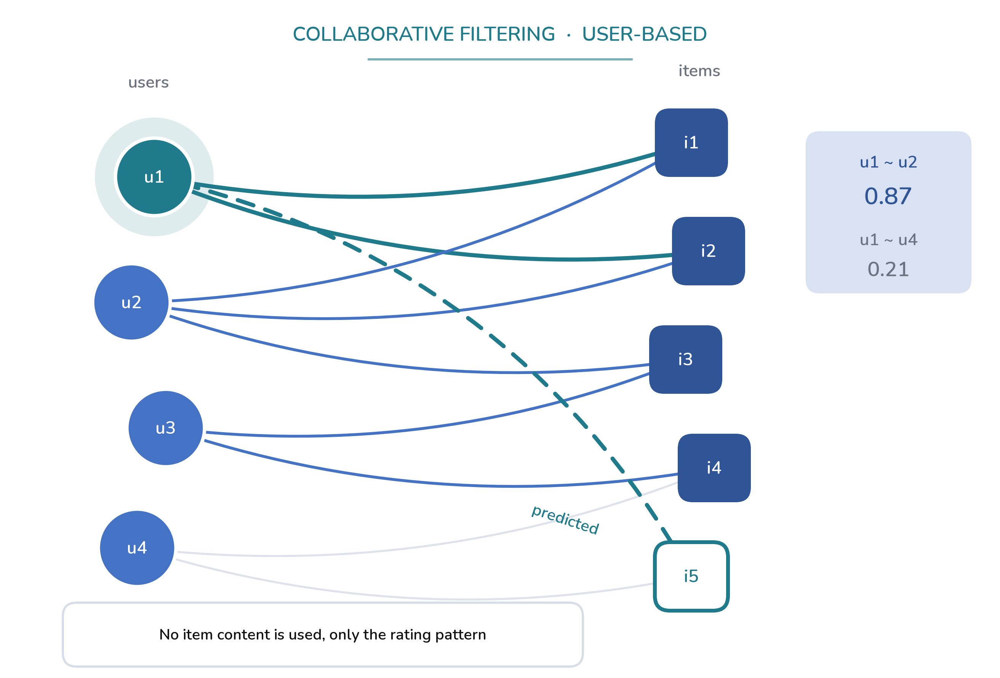 COLLABORATIVE FILTERING · USER-BASED
users
items
u1
u2
u3
u4
i1
i2
i3
i4
i5
predicted
u1 ~ u2
0.87
u1 ~ u4
0.21
No item content is used, only the rating pattern